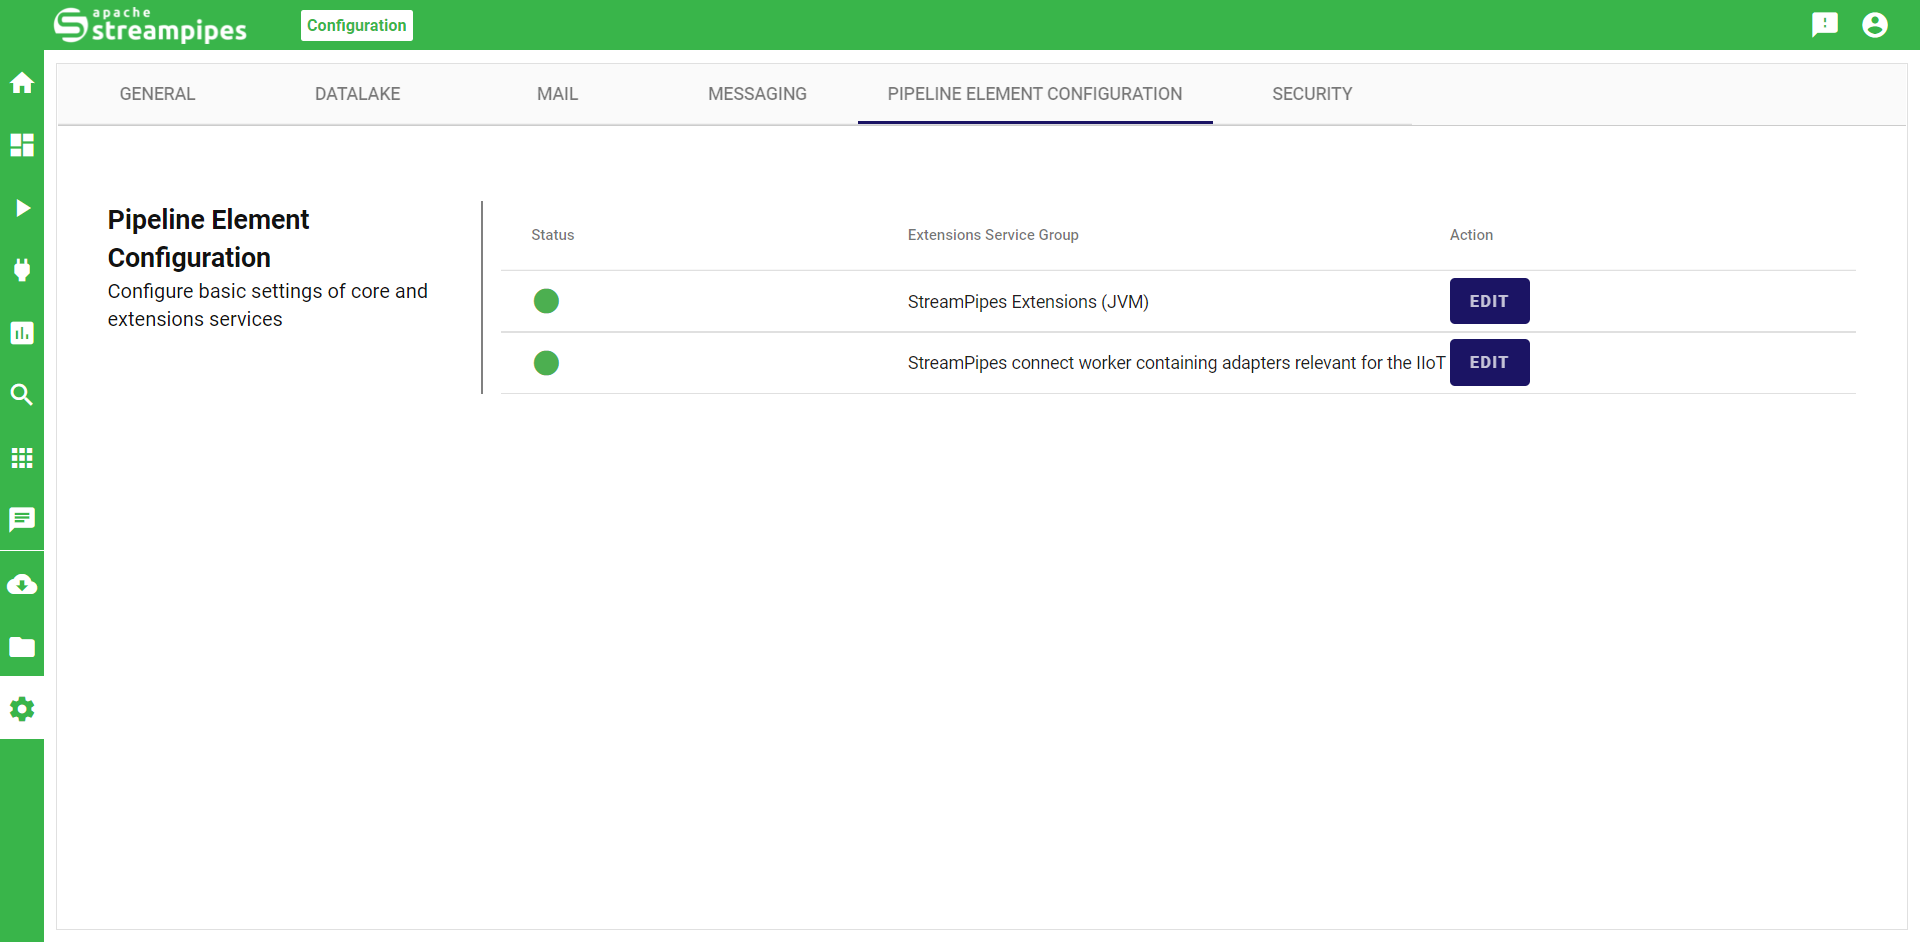 apache
streampipes
Configuration
GENERAL
DATALAKE
MAIL
MESSAGING
PIPELINE ELEMENT CONFIGURATION
SECURITY
Pipeline Element
Configuration
Configure basic settings of core and
extensions services
Status
Extensions Service Group
Action
StreamPipes Extensions (JVM)
EDIT
StreamPipes connect worker containing adapters relevant for the IIoT
EDIT